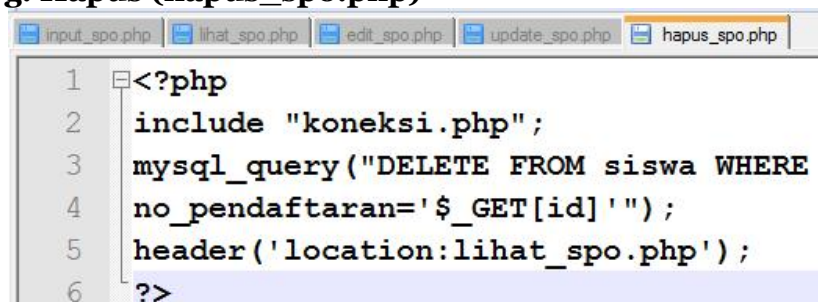 g. Hapus (hapus_spo.php)
input_spo.php lihat_spo.php edit_spo.php update_spo.php hapus_spo.php
1 <?php
2 include "koneksi.php";
3 mysql_query("DELETE FROM siswa WHERE
4 no_pendaftaran='$_GET[id]'");
5 header('location:lihat_spo.php');
6 ?>